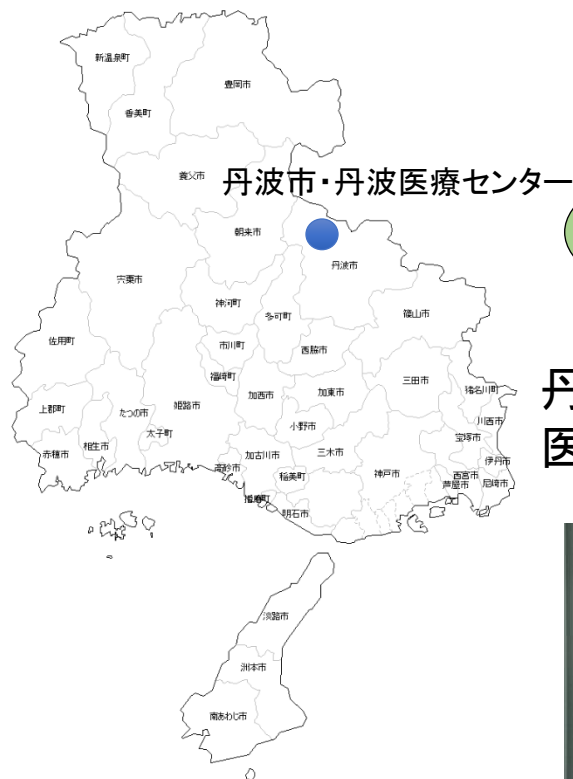 新温泉町
豊岡市
香美町
養父市
丹波市・丹波医療センター
朝来市
丹波市
宍粟市
神河町
多可町
篠山市
佐用町
市川町
西脇市
福崎町
三田市
猪名川町
上郡町
たつの市
姫路市
加西市
加東市
川西市
丹
医
太子町
小野市
宝塚市
赤穂市
相生市
加古川市
三木市
伊丹市
高砂市
稲美町
神戸市
西宮市
芦屋市
尼崎市
播磨町
明石市
淡路市
洲本市
南あわじ市